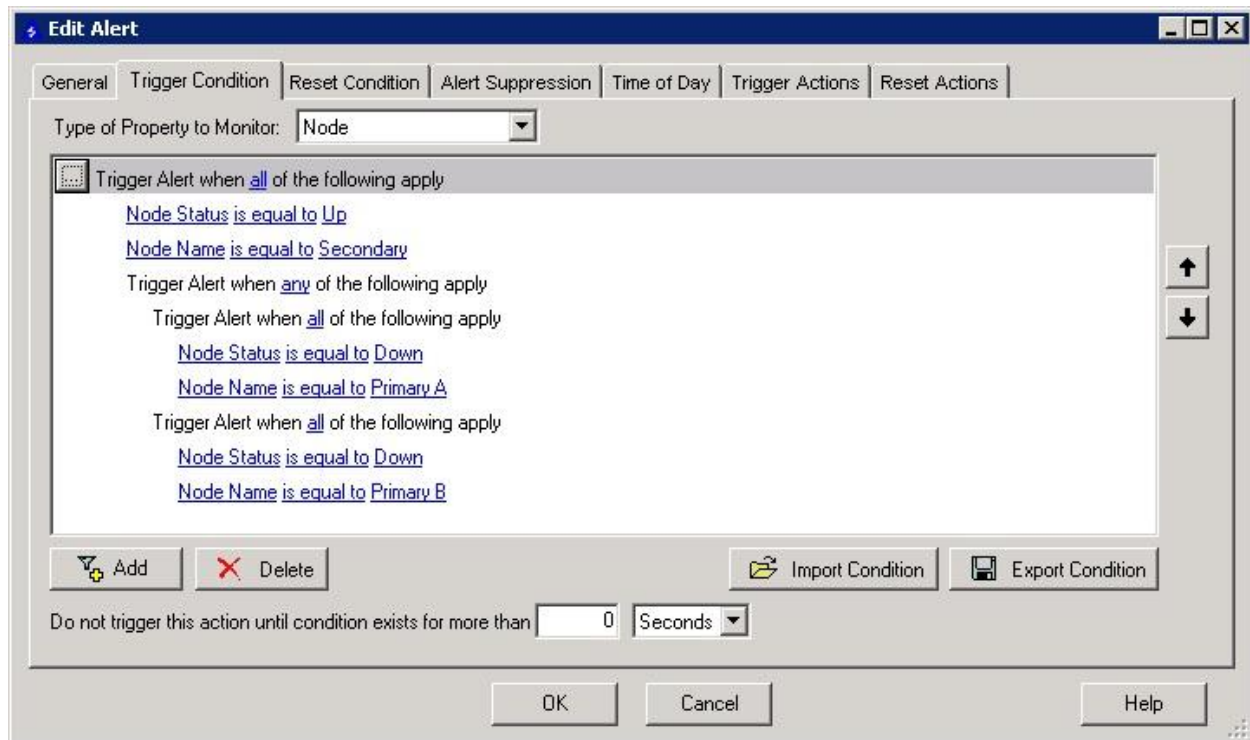 Edit Alert
General Trigger Condition Reset Condition Alert Suppression Time of Day Trigger Actions Reset Actions
Type of Property to Monitor: Node
... Trigger Alert when all of the following apply
Node Status is equal to Up
Node Name is equal to Secondary
Trigger Alert when any of the following apply
Trigger Alert when all of the following apply
Node Status is equal to Down
Node Name is equal to Primary A
Trigger Alert when all of the following apply
Node Status is equal to Down
Node Name is equal to Primary B
Add Delete Import Condition Export Condition
Do not trigger this action until condition exists for more than 0 Seconds
OK Cancel Help